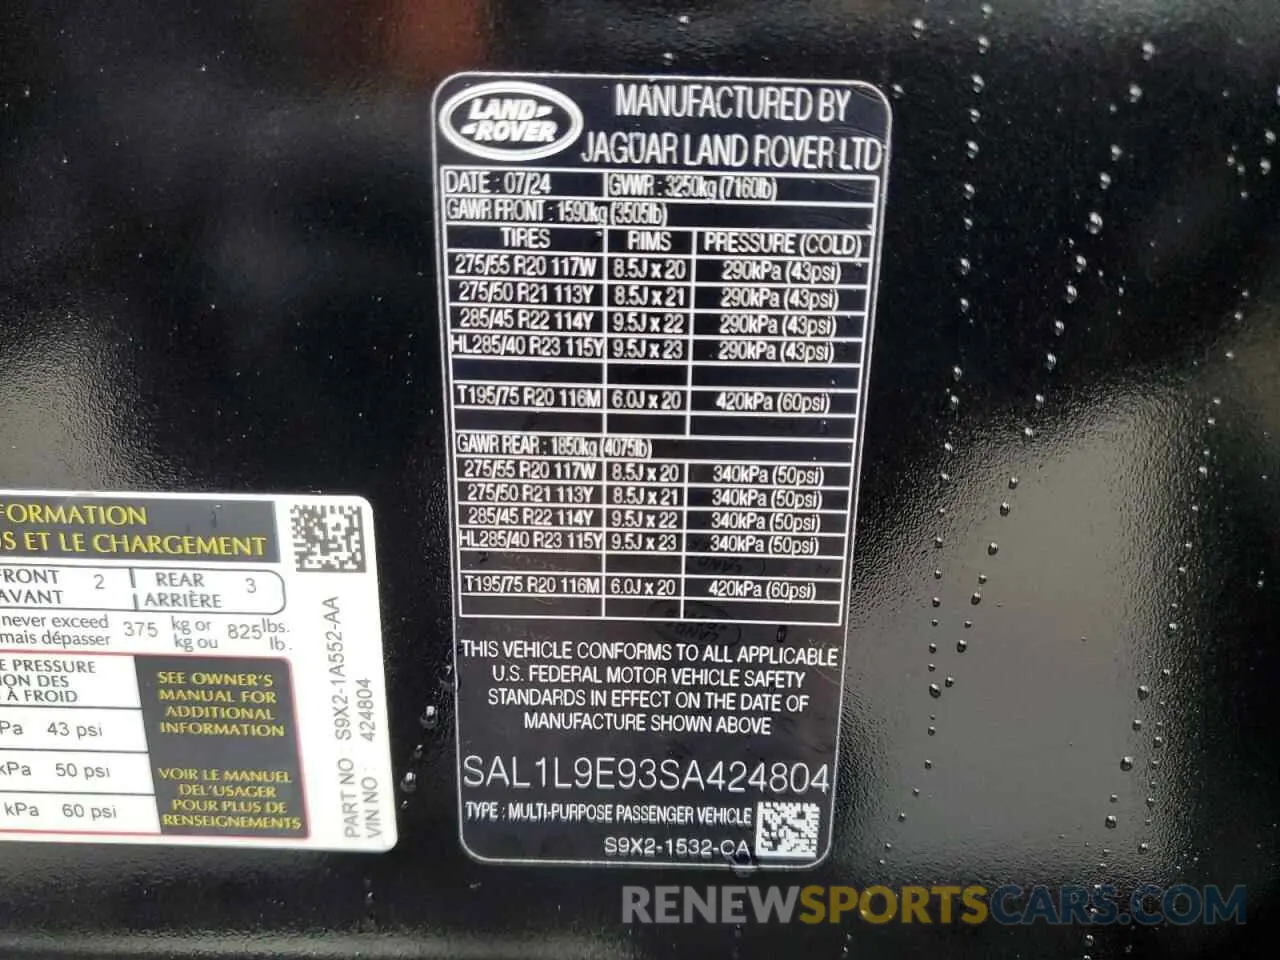 LAND-
-ROVER
MANUFACTURED BY
JAGUAR LAND ROVER LTD
DATE : 07/24 GVWR : 3250kg (7160lb)
GAWR FRONT : 1590kg (3505lb)
TIRES RIMS PRESSURE (COLD)
275/55 R20 117W 8.5J x 20 290kPa (43psi)
275/50 R21 113Y 8.5J x 21 290kPa (43psi)
285/45 R22 114Y 9.5J x 22 290kPa (43psi)
HL285/40 R23 115Y 9.5J x 23 290kPa (43psi)
T195/75 R20 116M 6.0J x 20 420kPa (60psi)
GAWR REAR : 1850kg (4075lb)
275/55 R20 117W 8.5J x 20 340kPa (50psi)
275/50 R21 113Y 8.5J x 21 340kPa (50psi)
285/45 R22 114Y 9.5J x 22 340kPa (50psi)
HL285/40 R23 115Y 9.5J x 23 340kPa (50psi)
T195/75 R20 116M 6.0J x 20 420kPa (60psi)
THIS VEHICLE CONFORMS TO ALL APPLICABLE
U.S. FEDERAL MOTOR VEHICLE SAFETY
STANDARDS IN EFFECT ON THE DATE OF
MANUFACTURE SHOWN ABOVE
SAL1L9E93SA424804
TYPE : MULTI-PURPOSE PASSENGER VEHICLE
S9X2-1532-CA
FORMATION
S ET LE CHARGEMENT
FRONT 2 REAR 3
AVANT ARRIÈRE
never exceed 375 kg or 825 lbs.
mais dépasser kg ou lb.
E PRESSURE
ION DES
À FROID
Pa 43 psi
kPa 50 psi
kPa 60 psi
SEE OWNER'S
MANUAL FOR
ADDITIONAL
INFORMATION
VOIR LE MANUEL
DE L'USAGER
POUR PLUS DE
RENSEIGNEMENTS
PART NO : S9X2-1A552-AA
VIN NO : 424804
RENEWSPORTSCARS.COM